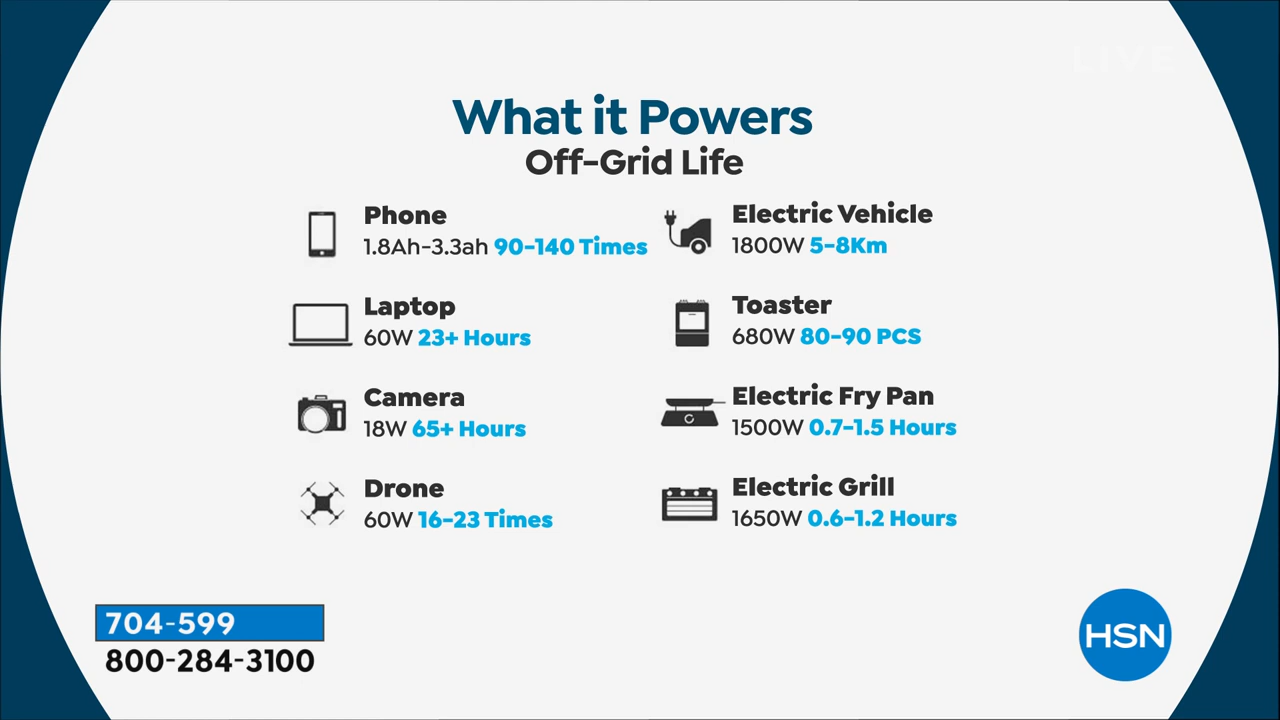 LIVE
What it Powers
Off-Grid Life
Phone
1.8Ah-3.3ah 90-140 Times
Laptop
60W 23+ Hours
Camera
18W 65+ Hours
Drone
60W 16-23 Times
Electric Vehicle
1800W 5-8Km
Toaster
680W 80-90 PCS
Electric Fry Pan
1500W 0.7-1.5 Hours
Electric Grill
1650W 0.6-1.2 Hours
704-599
800-284-3100
HSN